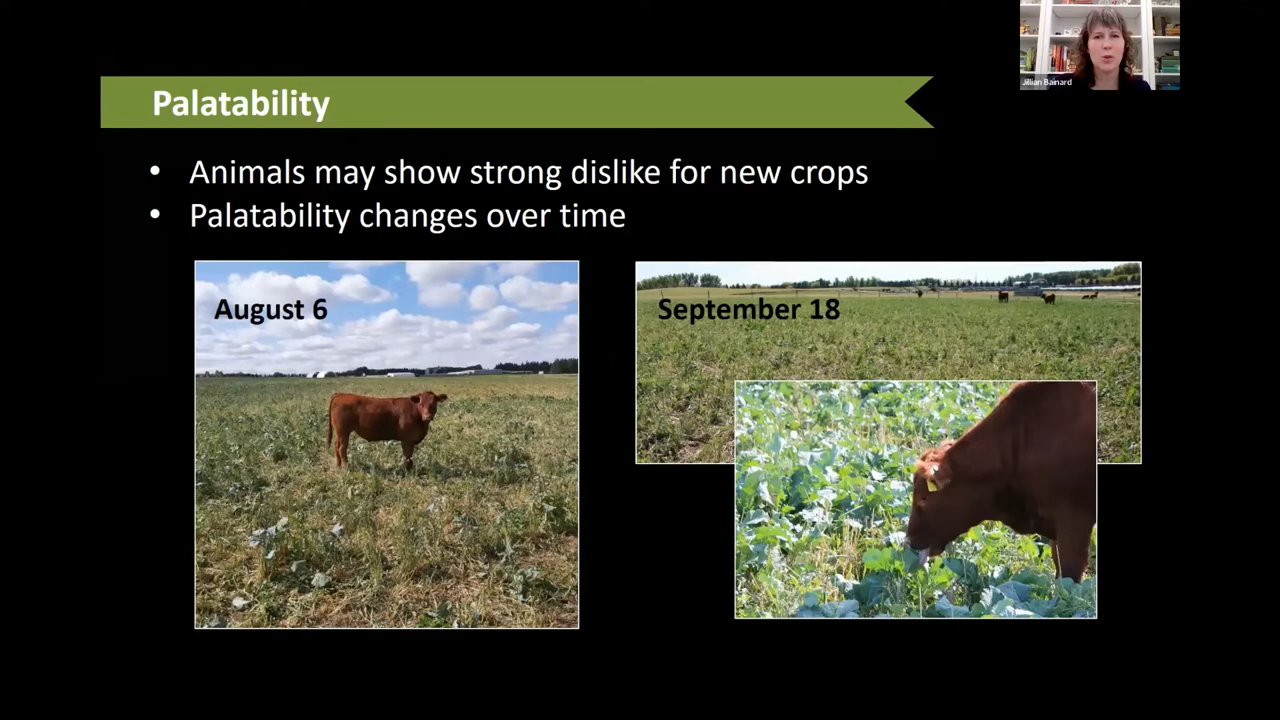 Jillian Bainard
Palatability
• Animals may show strong dislike for new crops
• Palatability changes over time
August 6
September 18